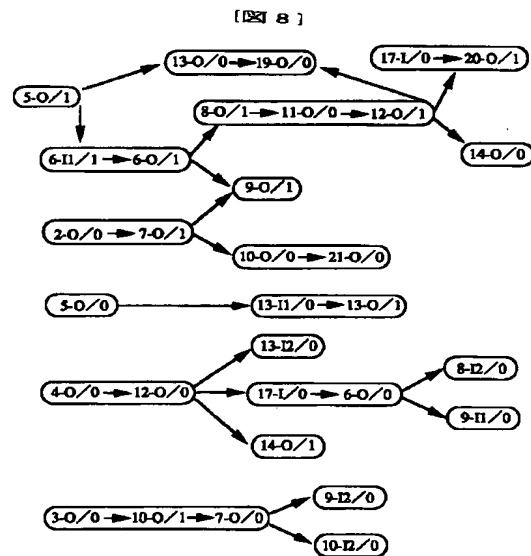 [図 8]
13-O/0 → 19-O/0
17-I/0 → 20-O/1
5-O/1
8-O/1 → 11-O/0 → 12-O/1
6-I1/1 → 6-O/1
14-O/0
9-O/1
2-O/0 → 7-O/1
10-O/0 → 21-O/0
5-O/0
13-I1/0 → 13-O/1
13-I2/0
8-I2/0
4-O/0 → 12-O/0
17-I/0 → 6-O/0
9-I1/0
14-O/1
9-I2/0
3-O/0 → 10-O/1 → 7-O/0
10-I2/0